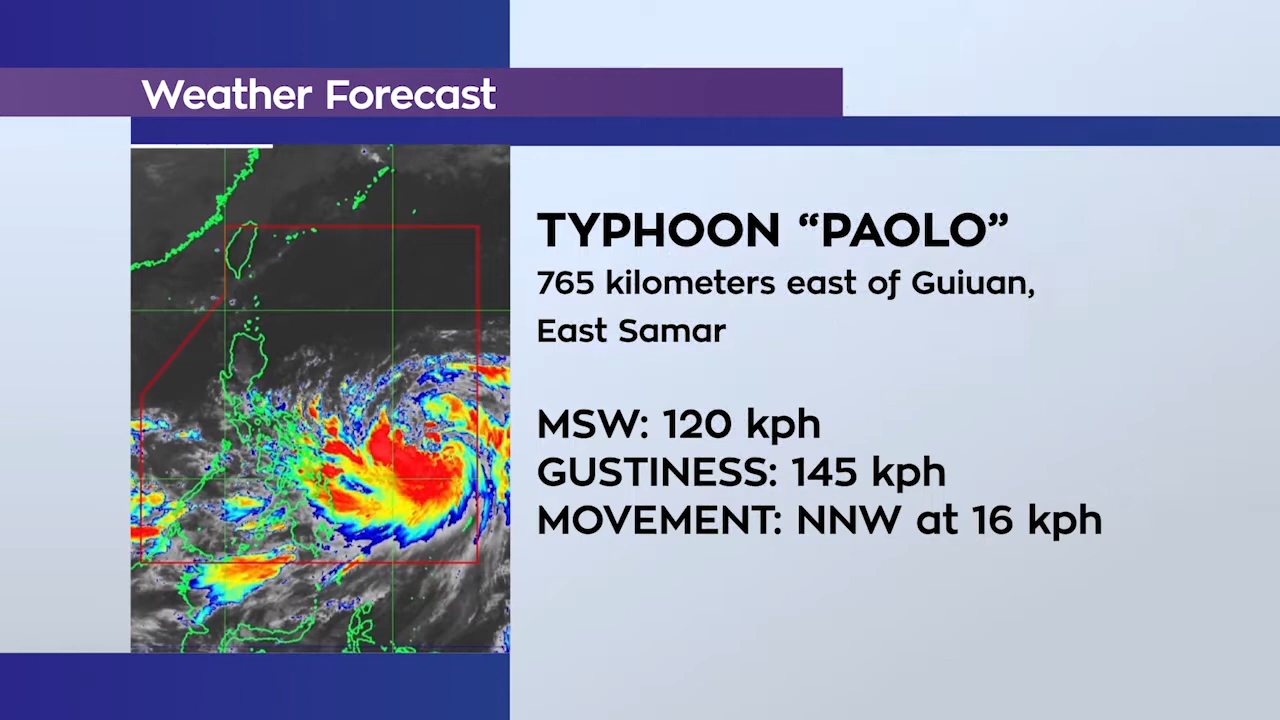 Weather Forecast
TYPHOON “PAOLO”
765 kilometers east of Guiuan,
East Samar
MSW: 120 kph
GUSTINESS: 145 kph
MOVEMENT: NNW at 16 kph